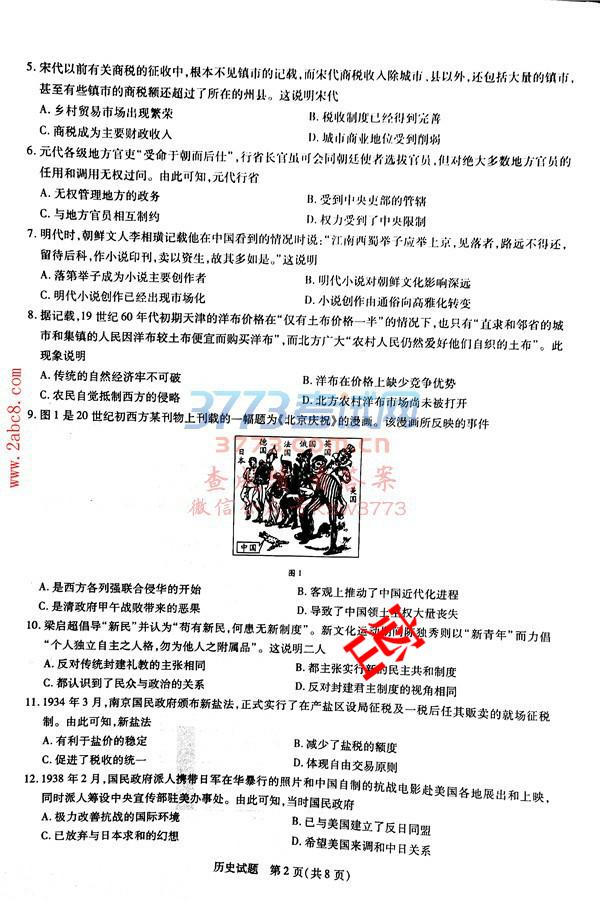 5. 宋代以前有关商税的征收中，根本不见镇市的记载，而宋代商税收入除城市、县以外，还包括大量的镇市，
甚至有些镇市的商税额还超过了所在的州县。这说明宋代
A. 乡村贸易市场出现繁荣 B. 税收制度已经得到完善
C. 商税成为主要财政收入 D. 城市商业地位受到削弱
6. 元代各级地方官吏“受命于朝而后仕”，行省长官虽可会同朝廷使者选拔官员，但对绝大多数地方官员的
任用和调用无权过问。由此可知，元代行省
A. 无权管理地方的政务 B. 受到中央吏部的管辖
C. 与地方官员相互制约 D. 权力受到了中央限制
7. 明代时，朝鲜文人李相璜记载他在中国看到的情况时说：“江南西蜀举子应举上京，见落者，路远不得还，
留待后科，作小说印刊，卖以资生，故其多如是。”这说明
A. 落第举子成为小说主要创作者 B. 明代小说对朝鲜文化影响深远
C. 明代小说创作已经出现市场化 D. 小说创作由通俗向高雅化转变
8. 据记载，19 世纪 60 年代初期天津的洋布价格在“仅有土布价格一半”的情况下，也只有“直隶和邻省的城
市和集镇的人民因洋布较土布便宜而购买洋布”，而北方广大“农村人民仍然爱好他们自织的土布”。此
现象说明
A. 传统的自然经济牢不可破 B. 洋布在价格上缺少竞争优势
C. 农民自觉抵制西方的侵略 D. 北方农村洋布市场尚未被打开
9. 图 1 是 20 世纪初西方某刊物上刊载的一幅题为《北京庆祝》的漫画。该漫画所反映的事件
日本 德国 法国 俄国 英国
美国
中国
图 1
A. 是西方各列强联合侵华的开始 B. 客观上推动了中国近代化进程
C. 是清政府甲午战败带来的恶果 D. 导致了中国领土主权大量丧失
10. 梁启超倡导“新民”并认为“苟有新民，何患无新制度”。新文化运动期间陈独秀则以“新青年”而力倡
“个人独立自主之人格，勿为他人之附属品”。这说明二人
A. 反对传统封建礼教的主张相同 B. 都主张实行新的民主共和制度
C. 都认识到了民众与政治的关系 D. 反对封建君主制度的视角相同
11. 1934 年 3 月，南京国民政府颁布新盐法，正式实行了在产盐区设局征税及一税后任其贩卖的就场征税
制。由此可知，新盐法
A. 有利于盐价的稳定 B. 减少了盐税的额度
C. 促进了税收的统一 D. 体现自由交易原则
12. 1938 年 2 月，国民政府派人携带日军在华暴行的照片和中国自制的抗战电影赴美国各地展出和上映，
同时派人筹设中央宣传部驻美办事处。由此可知，当时国民政府
A. 极力改善抗战的国际环境 B. 已与美国建立了反日同盟
C. 已放弃与日本求和的幻想 D. 希望美国来调和中日关系
历史试题 第 2 页(共 8 页)
www.2abc8.com
3773考试网
3773.com